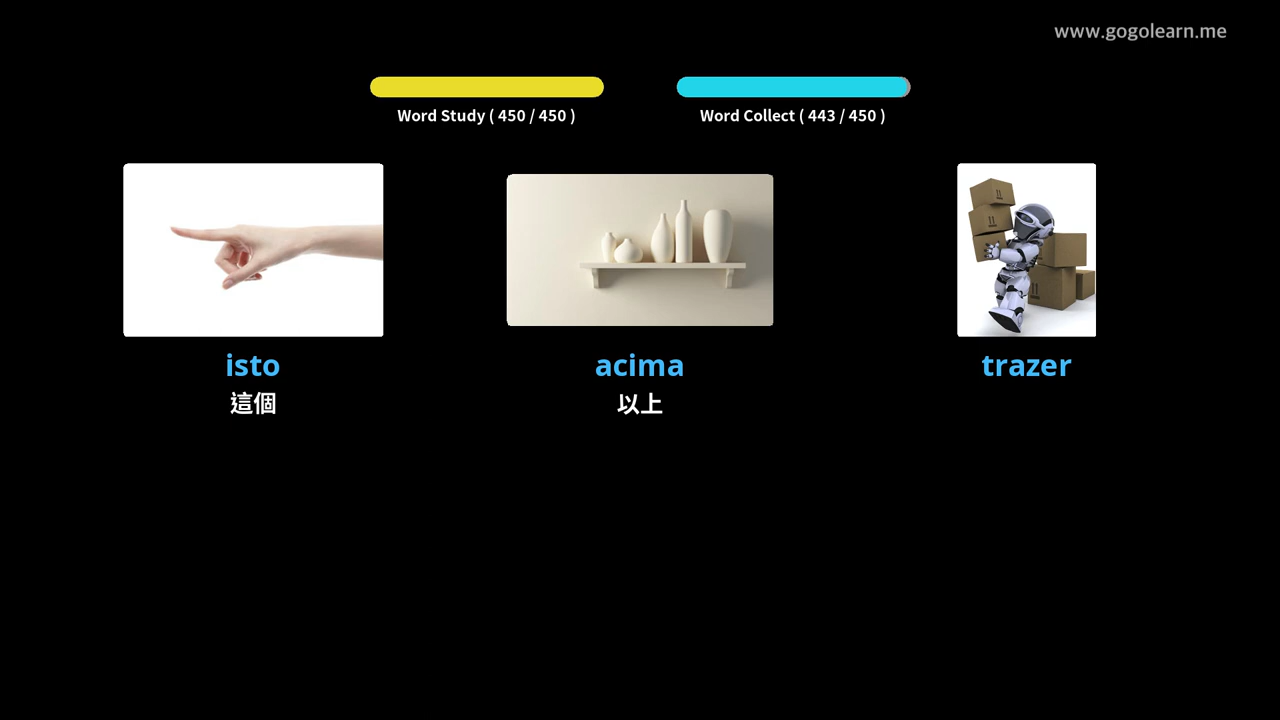 www.gogolearn.me
Word Study ( 450 / 450 )
Word Collect ( 443 / 450 )
isto
acima
trazer
這個
以上